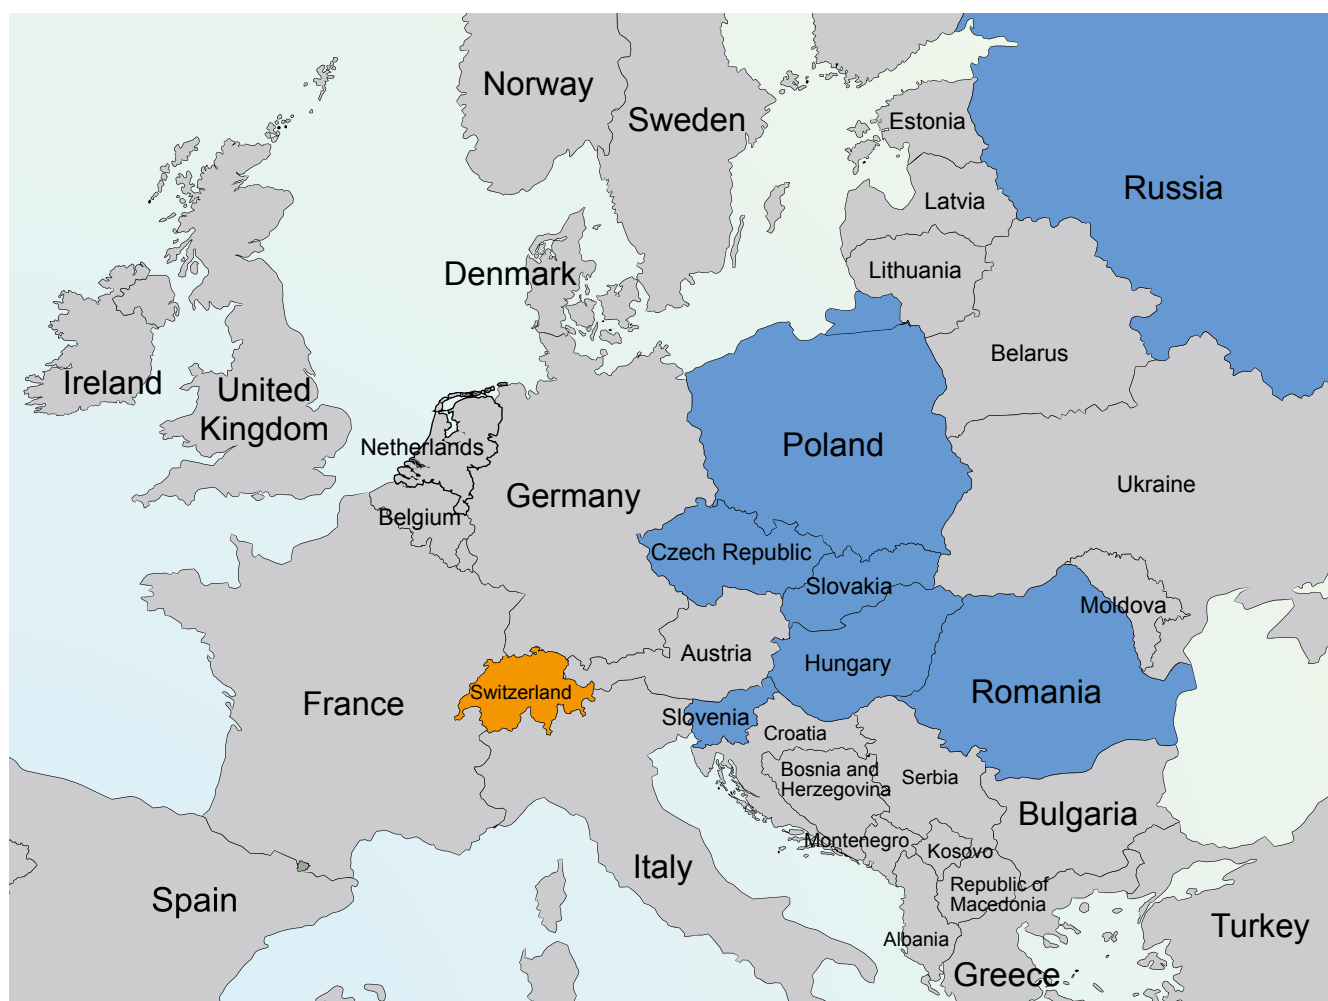 Norway
Sweden
Estonia
Russia
Latvia
Denmark
Lithuania
Belarus
Ireland
United
Kingdom
Netherlands
Poland
Ukraine
Germany
Belgium
Czech Republic
Slovakia
Moldova
Austria
Hungary
Switzerland
Romania
France
Slovenia
Croatia
Bosnia and
Herzegovina
Serbia
Bulgaria
Montenegro
Kosovo
Italy
Republic of
Macedonia
Spain
Turkey
Albania
Greece